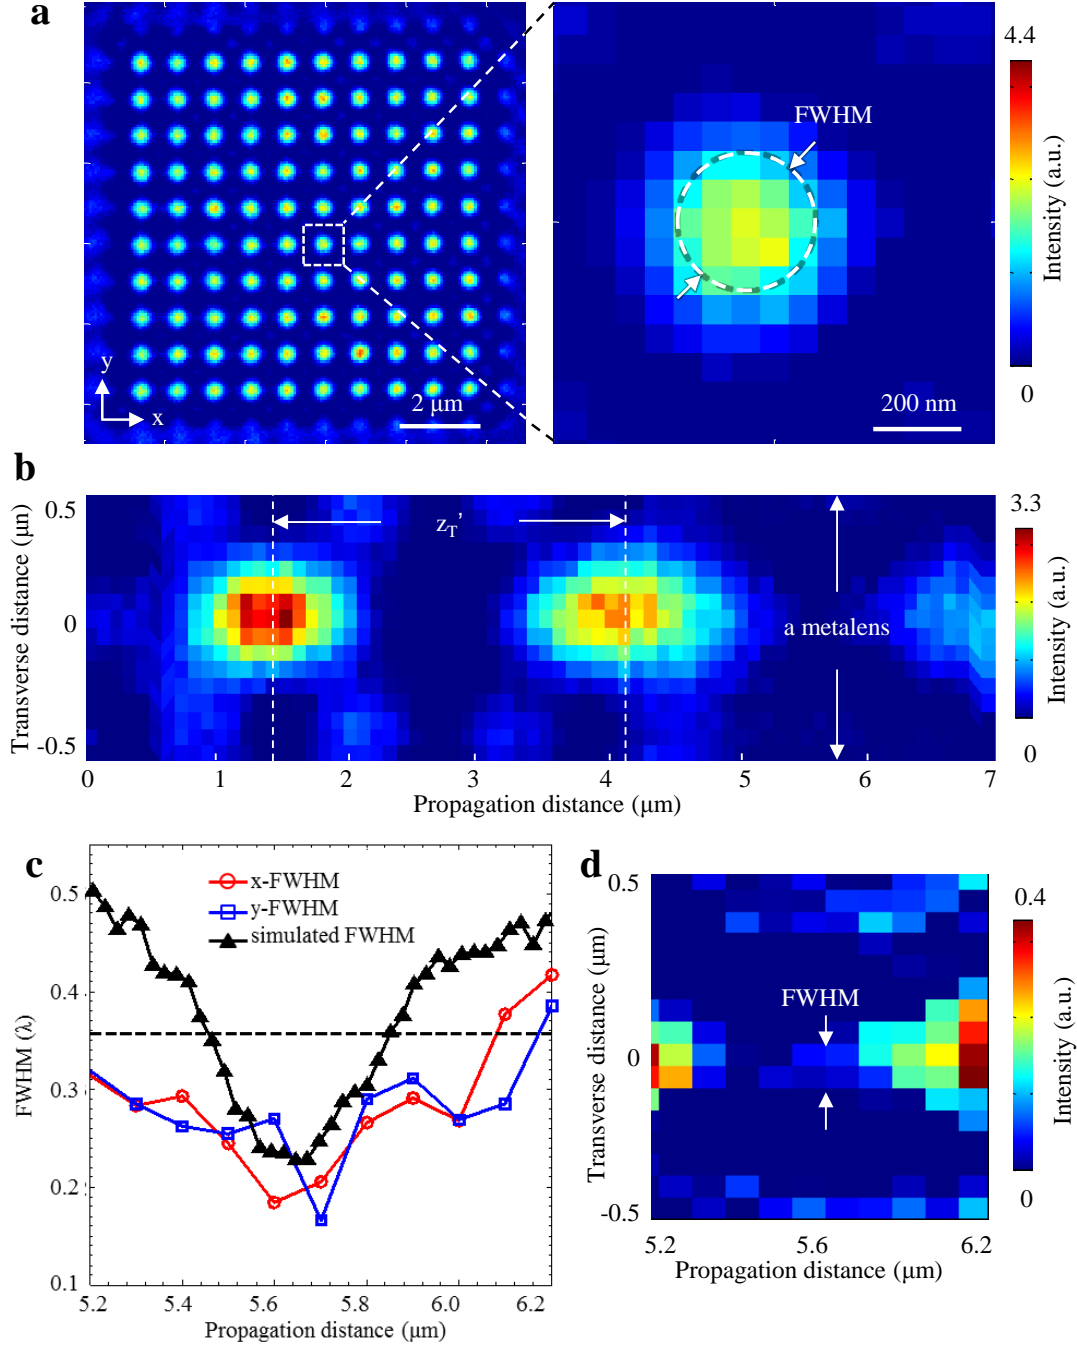 a
FWHM
y
x
2 μm
200 nm
4.4
Intensity (a.u.)
0
b
Transverse distance (μn)
0.5
0
-0.5
z_T'
a metalens
0 1 2 3 4 5 6 7
Propagation distance (μm)
3.3
Intensity (a.u.)
0
c
FWHM (λ)
0.5
0.4
0.3
0.2
0.1
x-FWHM
y-FWHM
simulated FWHM
5.2 5.4 5.6 5.8 6.0 6.2
Propagation distance (μm)
d
Transverse distance (μm)
0.5
0
-0.5
FWHM
5.2 5.6 6.2
Propagation distance (μm)
0.4
Intensity (a.u.)
0